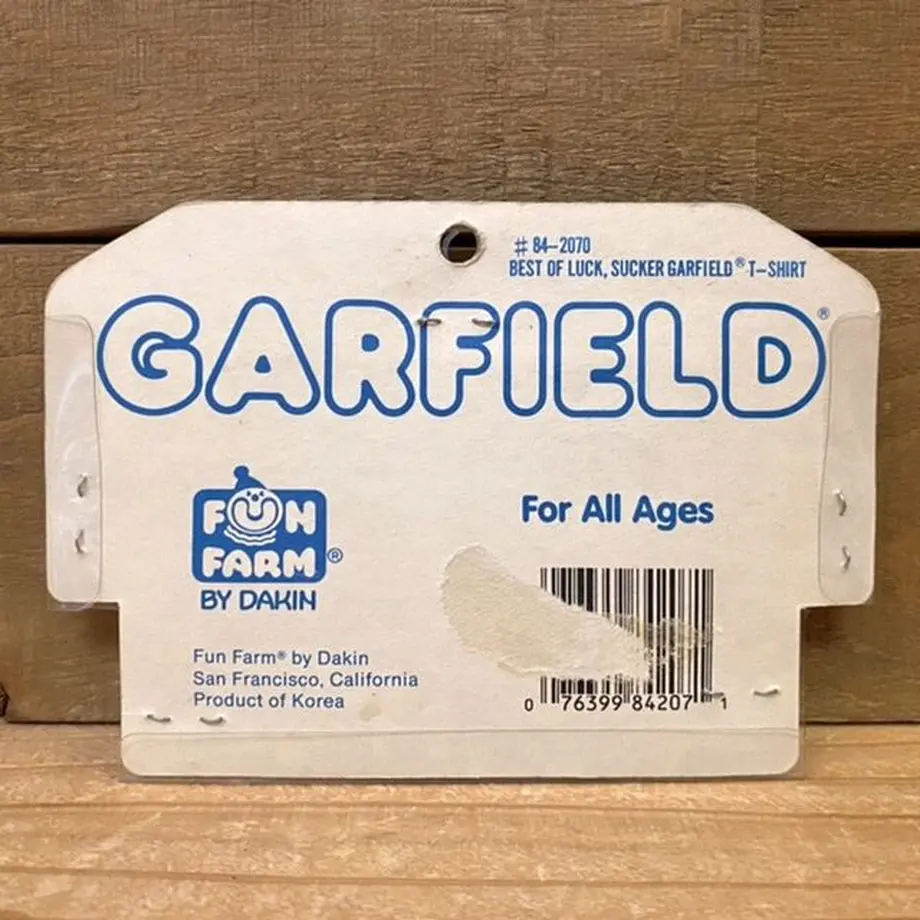 # 84-2070
BEST OF LUCK, SUCKER GARFIELD® T-SHIRT
GARFIELD®
FUN
FARM®
BY DAKIN
For All Ages
Fun Farm® by Dakin
San Francisco, California
Product of Korea
0 76399 84207 1